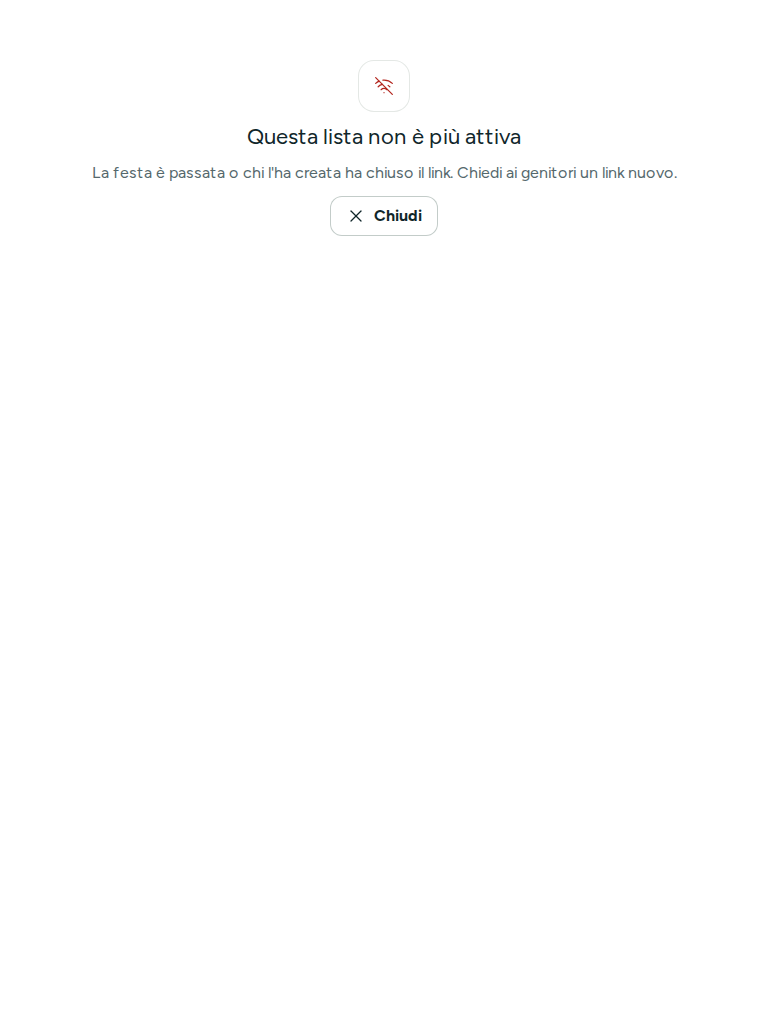 Questa lista non è più attiva
La festa è passata o chi l'ha creata ha chiuso il link. Chiedi ai genitori un link nuovo.
Chiudi